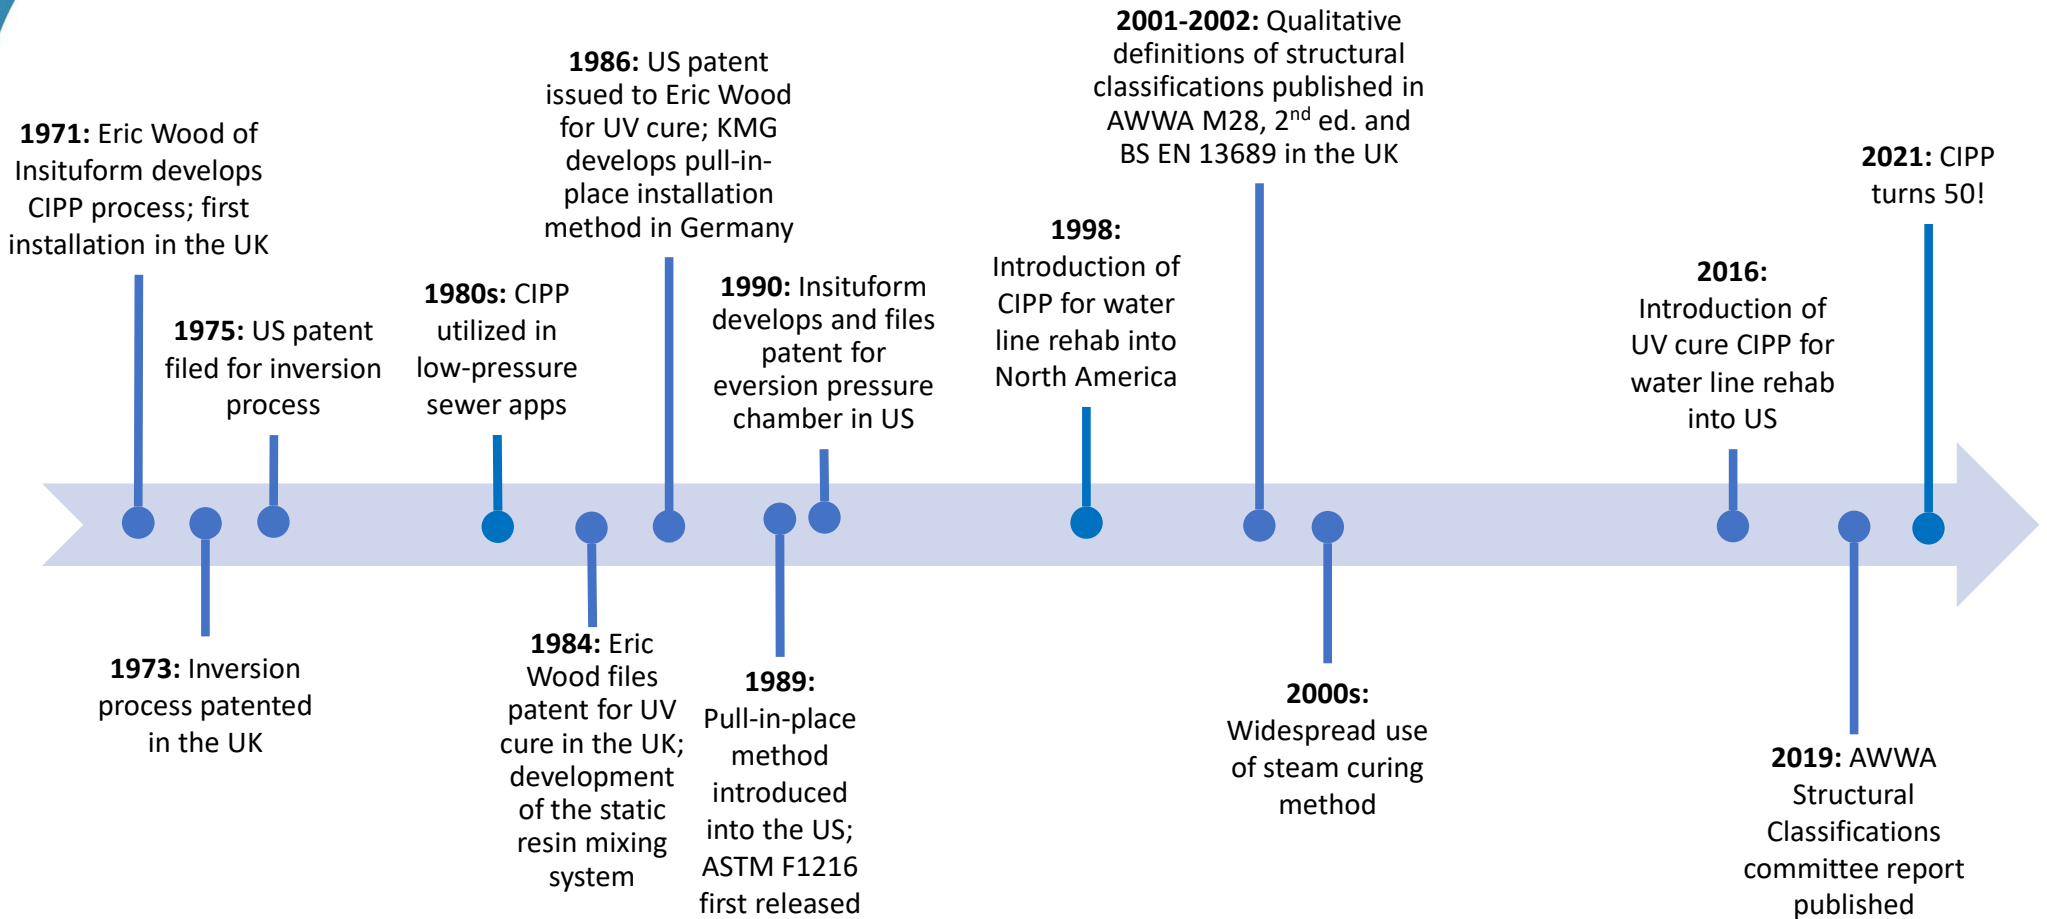 1971: Eric Wood of
Insituform develops
CIPP process; first
installation in the UK
1973: Inversion
process patented
in the UK
1975: US patent
filed for inversion
process
1980s: CIPP
utilized in
low-pressure
sewer apps
1984: Eric
Wood files
patent for UV
cure in the UK;
development
of the static
resin mixing
system
1986: US patent
issued to Eric Wood
for UV cure; KMG
develops pull-in-
place installation
method in Germany
1989:
Pull-in-place
method
introduced
into the US;
ASTM F1216
first released
1990: Insituform
develops and files
patent for
eversion pressure
chamber in US
1998:
Introduction of
CIPP for water
line rehab into
North America
2001-2002: Qualitative
definitions of structural
classifications published in
AWWA M28, 2nd ed. and
BS EN 13689 in the UK
2000s:
Widespread use
of steam curing
method
2016:
Introduction of
UV cure CIPP for
water line rehab
into US
2019: AWWA
Structural
Classifications
committee report
published
2021: CIPP
turns 50!